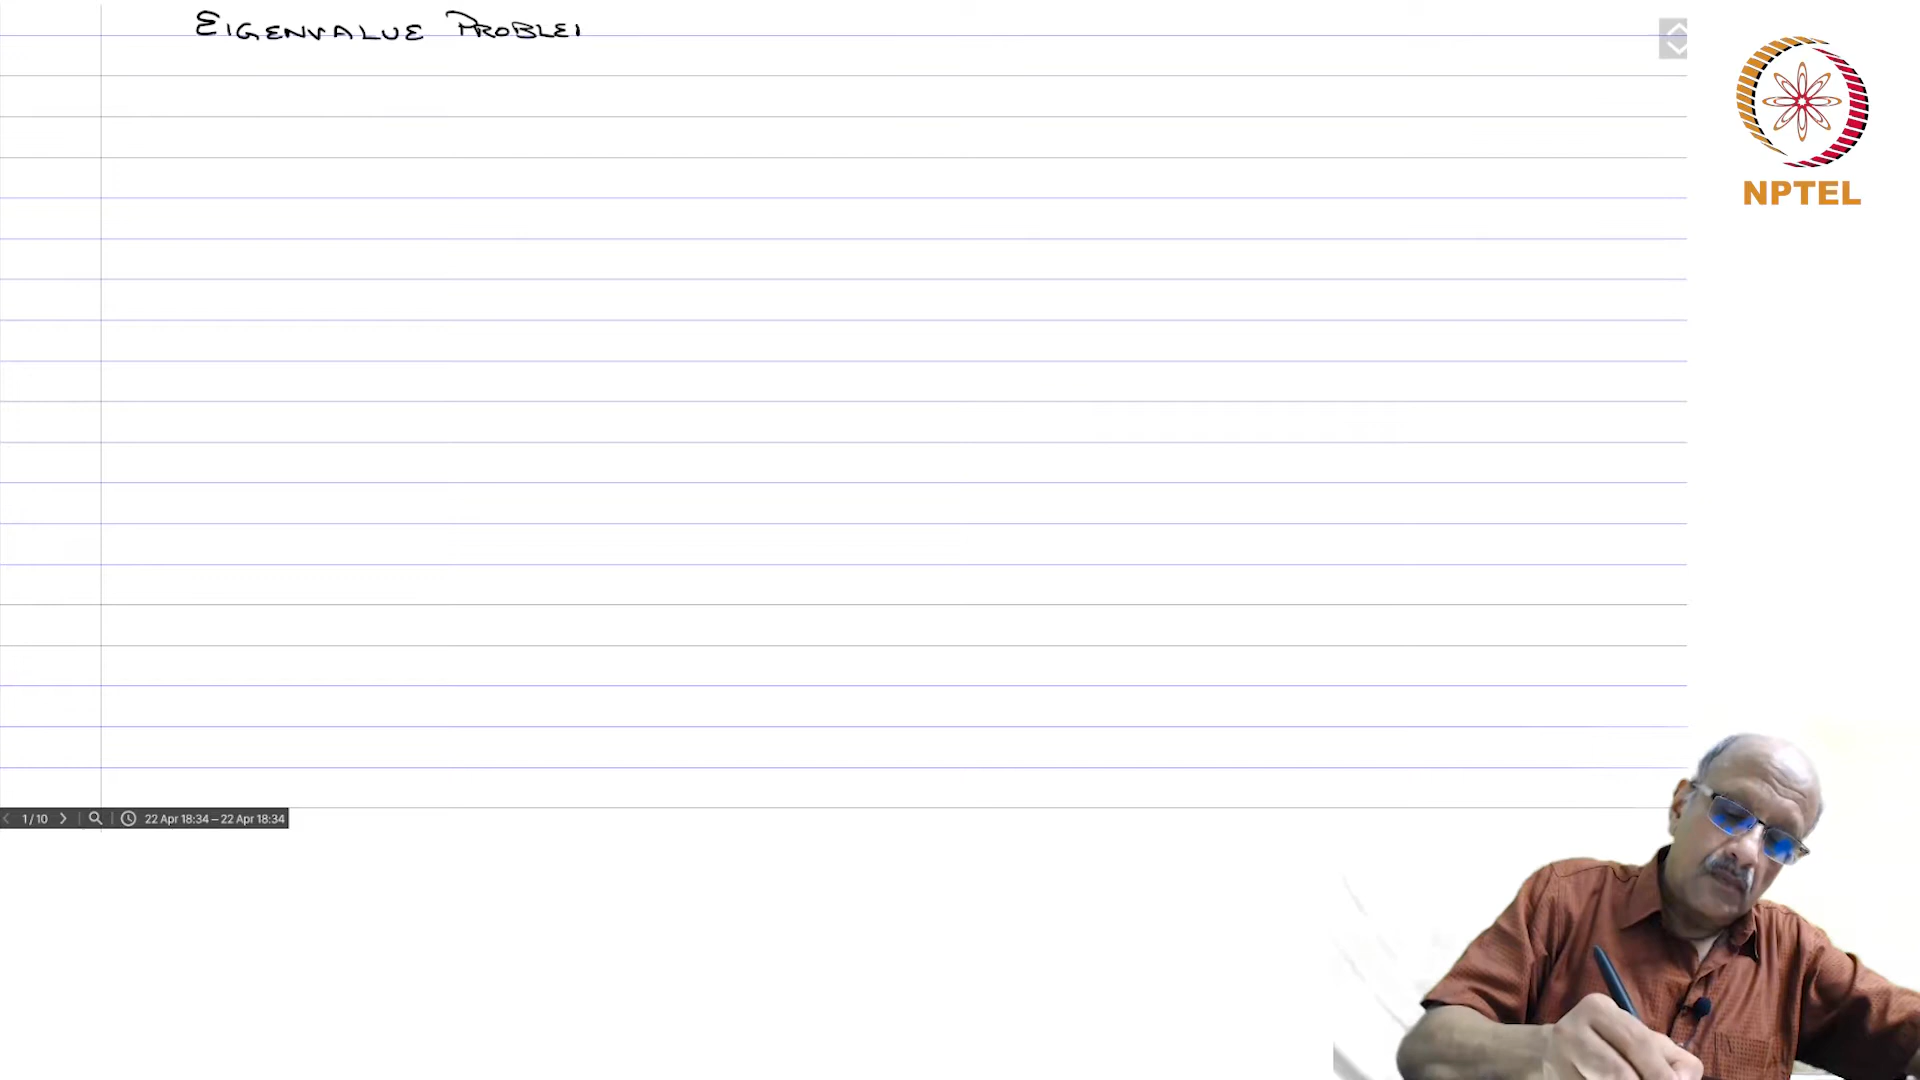 EIGENVALUE PROBLEI
NPTEL
1/10
22 Apr 18:34 – 22 Apr 18:34